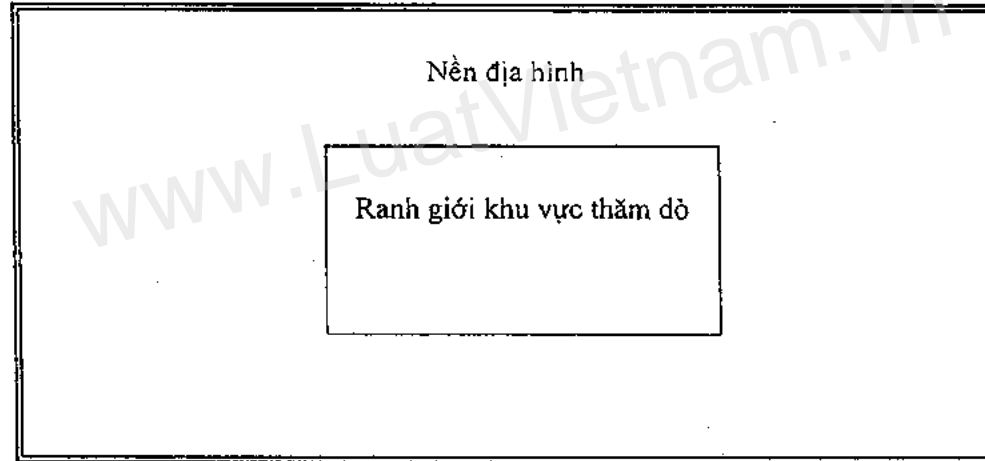 www.LuatVietnam.vn
Nền địa hình
Ranh giới khu vực thăm dò